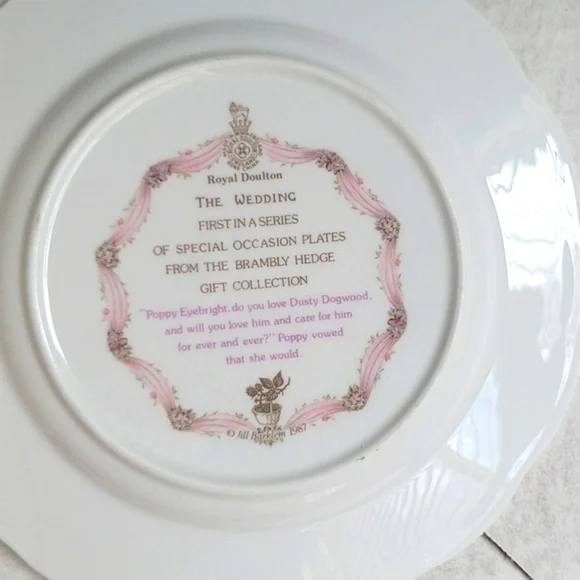 Royal Doulton
THE WEDDING
FIRST IN A SERIES
OF SPECIAL OCCASION PLATES
FROM THE BRAMBLY HEDGE
GIFT COLLECTION
"Poppy Eyebright, do you love Dusty Dogwood,
and will you love him and care for him
for ever and ever?" Poppy vowed
that she would.
© Jill Barklem 1987